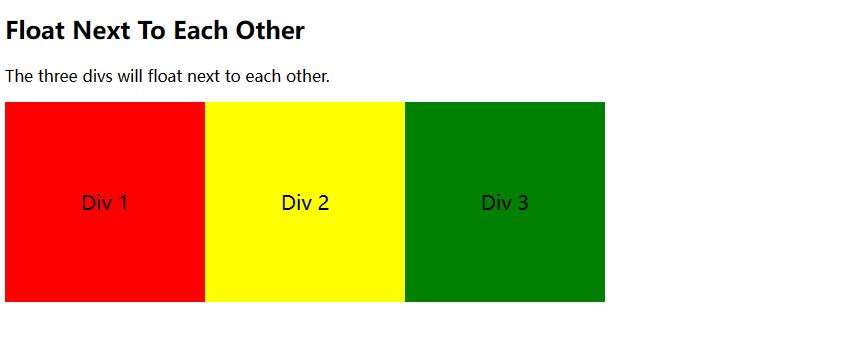 Float Next To Each Other
The three divs will float next to each other.
Div 1 Div 2 Div 3